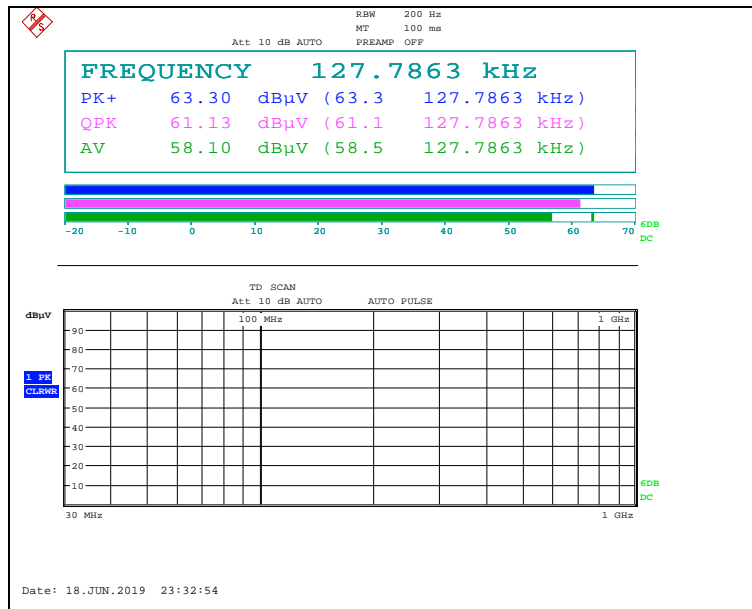 R S
RBW 200 Hz
MT 100 ms
Att 10 dB AUTO PREAMP OFF
FREQUENCY 127.7863 kHz
PK+ 63.30 dBµV (63.3 127.7863 kHz)
QPK 61.13 dBµV (61.1 127.7863 kHz)
AV 58.10 dBµV (58.5 127.7863 kHz)
-20 -10 0 10 20 30 40 50 60 70
6DB
DC
TD SCAN
Att 10 dB AUTO AUTO PULSE
dBµV
100 MHz 1 GHz
90
80
70
1 PK
CLRWR
60
50
40
30
20
10
6DB
DC
30 MHz 1 GHz
Date: 18.JUN.2019 23:32:54